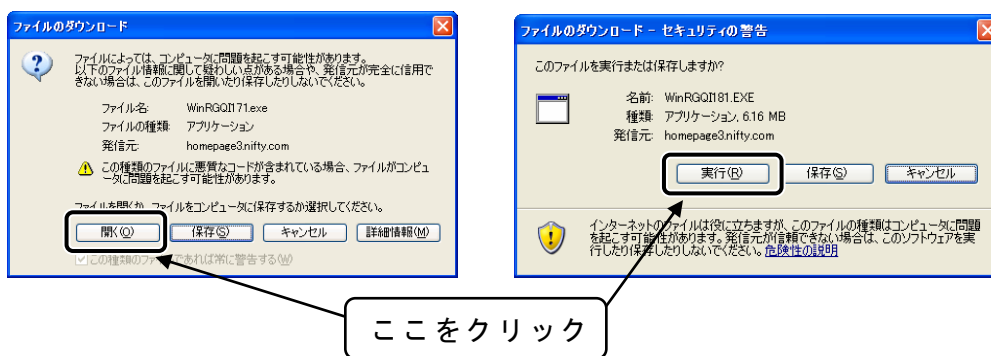 ファイルのダウンロード
ファイルによっては、コンピュータに問題を起こす可能性があります。
以下のファイル情報に関して疑わしい点がある場合や、発信元が完全に信用で
きない場合は、このファイルを開いたり保存したりしないでください。
ファイル名: WinRGQII171.exe
ファイルの種類: アプリケーション
発信元: homepage3.nifty.com
この種類のファイルに悪質なコードが含まれている場合、ファイルがコンピュ
ータに問題を起こす可能性があります。
ファイルを開くか、ファイルをコンピュータに保存するか選択してください。
開く(O) 保存(S) キャンセル 詳細情報(M)
この種類のファイルであれば常に警告する(W)
ファイルのダウンロード - セキュリティの警告
このファイルを実行または保存しますか?
名前: WinRGQII181.EXE
種類: アプリケーション, 6.16 MB
発信元: homepage3.nifty.com
実行(R) 保存(S) キャンセル
インターネットのファイルは役に立ちますが、このファイルの種類はコンピュータに問題
を起こす可能性があります。発信元が信頼できない場合は、このソフトウェアを実
行したり保存したりしないでください。危険性の説明
ここをクリック